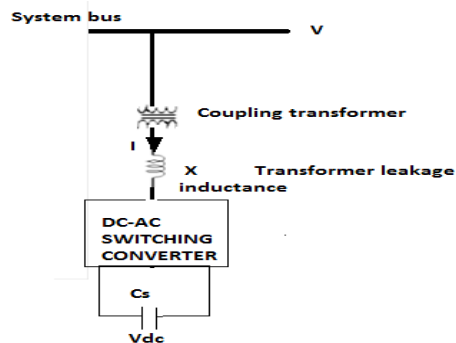 System bus
V
Coupling transformer
I
X Transformer leakage
inductance
DC-AC
SWITCHING
CONVERTER
Cs
Vdc